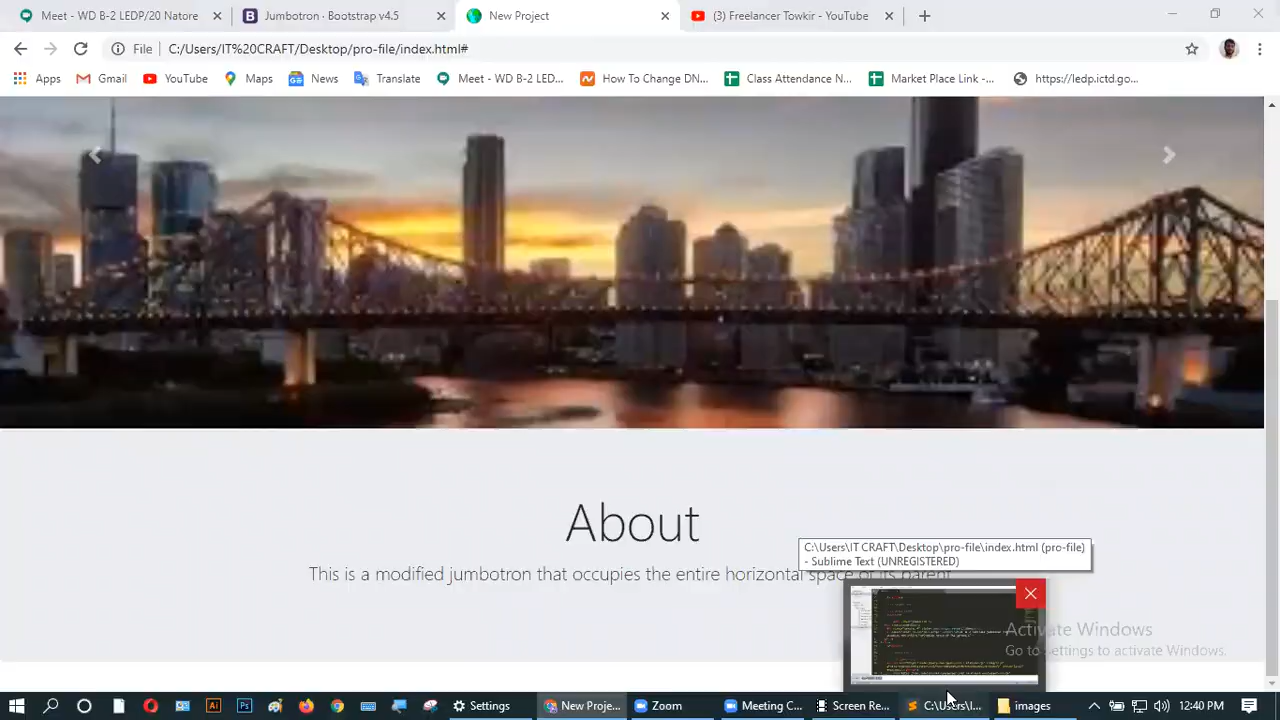 Meet - WD B-2 LEDP/20 Natore
Jumbotron · Bootstrap v4.5
New Project
(3) Freelancer Towkir - YouTube
File
C:/Users/IT%20CRAFT/Desktop/pro-file/index.html#
Apps
Gmail
YouTube
Maps
News
Translate
Meet - WD B-2 LED...
How To Change DN...
Class Attendance N...
Market Place Link -...
https://ledp.ictd.go...
About
This is a modified jumbotron that occupies the entire horizontal space of its parent.
C:\Users\IT CRAFT\Desktop\pro-file\index.html (pro-file)
- Sublime Text (UNREGISTERED)
Activate Windows
Go to Settings to activate Windows.
Settings
New Proje...
Zoom
Meeting C...
Screen Re...
C:\Users\I...
images
12:40 PM